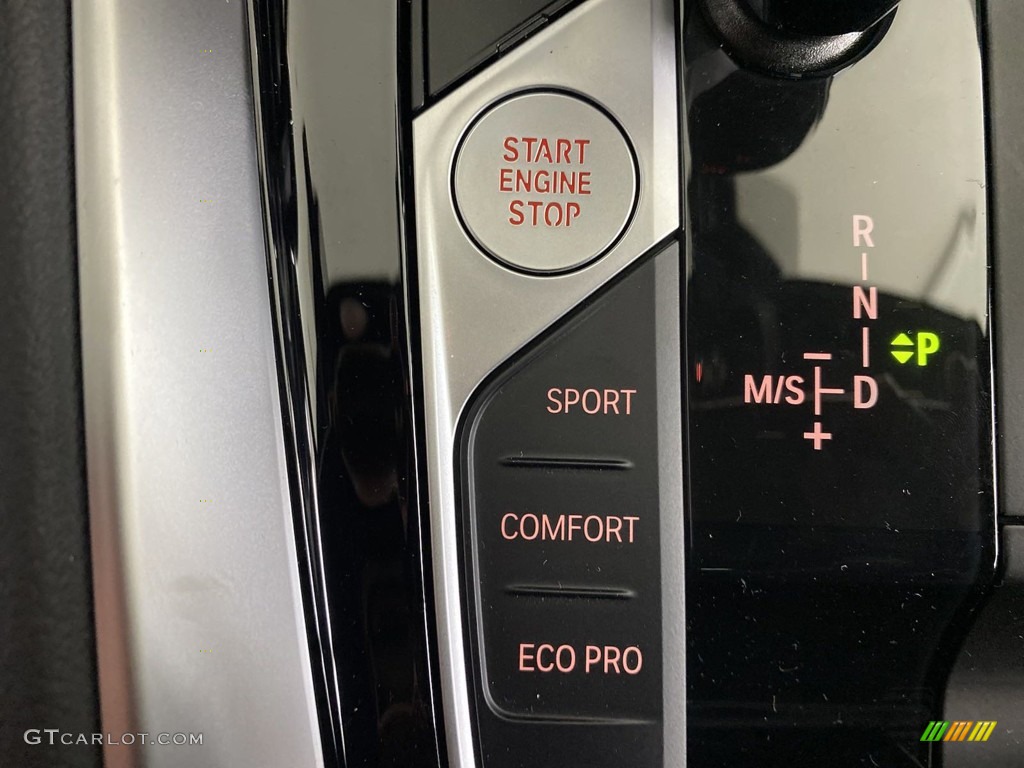 START
ENGINE
STOP
SPORT
COMFORT
ECO PRO
R
N
P
M/S
D
−
+
GTCARLOT.COM